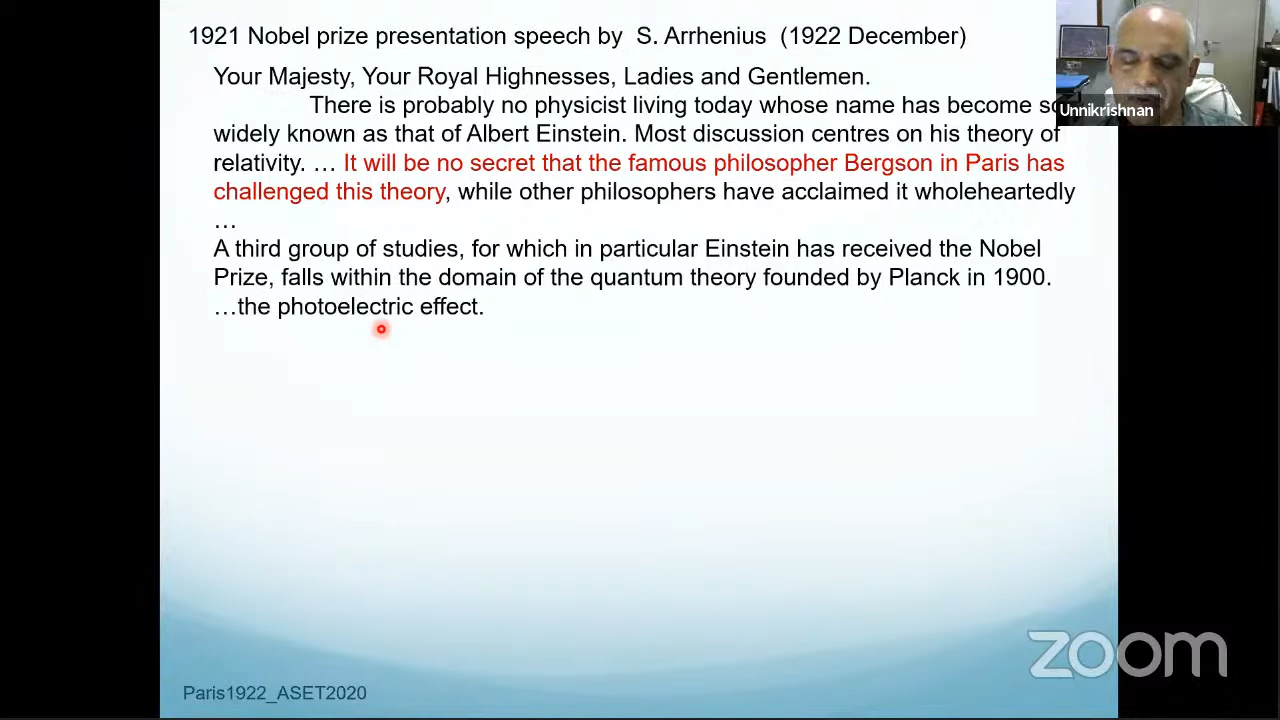 1921 Nobel prize presentation speech by S. Arrhenius (1922 December)
Your Majesty, Your Royal Highnesses, Ladies and Gentlemen.
There is probably no physicist living today whose name has become so
widely known as that of Albert Einstein. Most discussion centres on his theory of
relativity. … It will be no secret that the famous philosopher Bergson in Paris has
challenged this theory, while other philosophers have acclaimed it wholeheartedly
…
A third group of studies, for which in particular Einstein has received the Nobel
Prize, falls within the domain of the quantum theory founded by Planck in 1900.
…the photoelectric effect.
Unnikrishnan
zoom
Paris1922_ASET2020